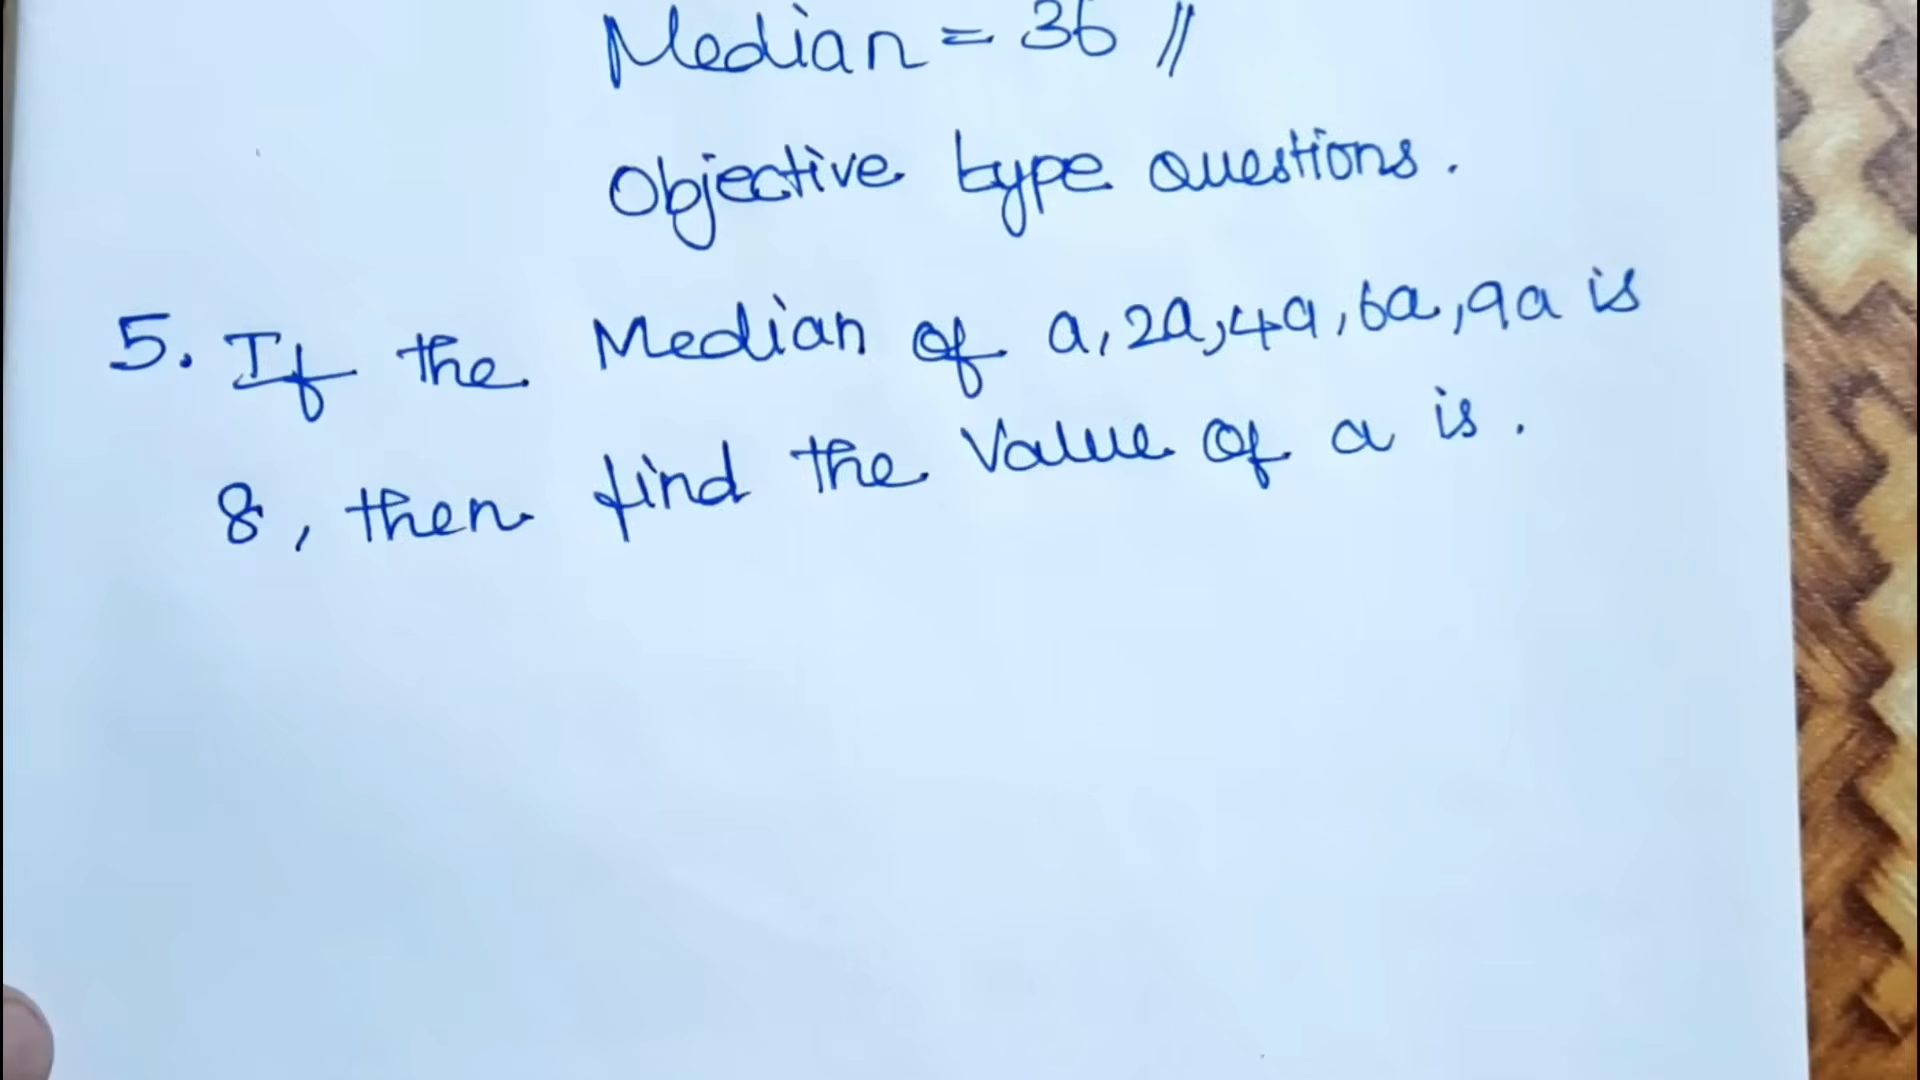 Median = 36 //
Objective type questions.
5. If the Median of a, 2a, 4a, 6a, 9a is
8, then find the value of a is.